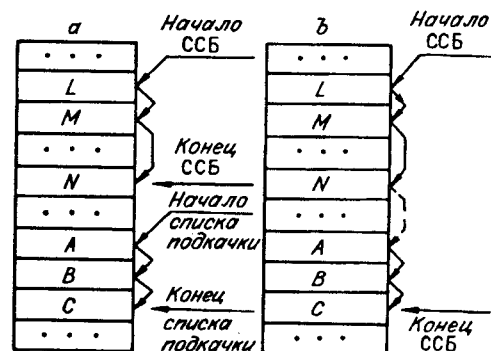 а
. . .
L
M
. . .
N
. . .
A
B
C
. . .
Начало
ССБ
Конец
ССБ
Начало
списка
подкачки
Конец
списка
подкачки
б
. . .
L
M
. . .
N
. . .
A
B
C
. . .
Начало
ССБ
Конец
ССБ